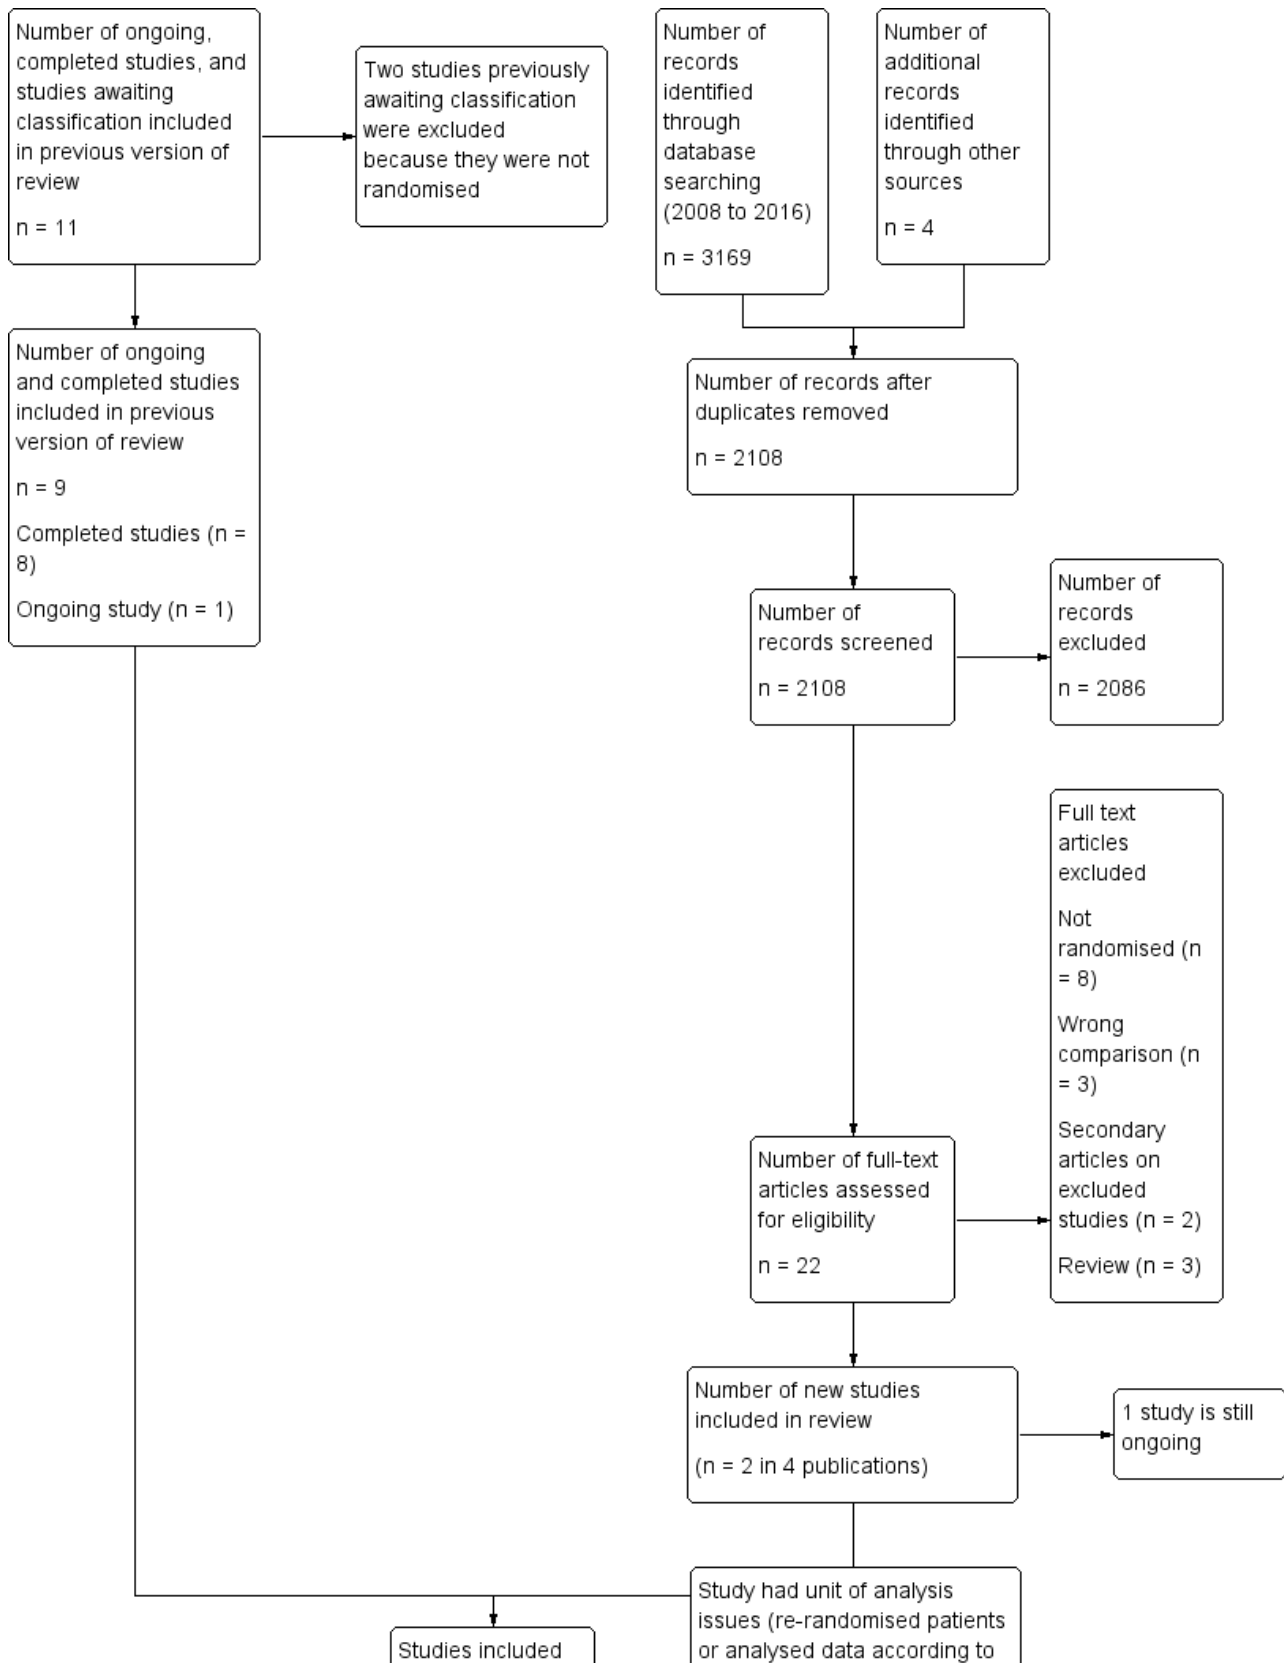 Number of ongoing,
completed studies, and
studies awaiting
classification included
in previous version of
review
n = 11
Two studies previously
awaiting classification
were excluded
because they were not
randomised
Number of
records
identified
through
database
searching
(2008 to 2016)
n = 3169
Number of
additional
records
identified
through other
sources
n = 4
Number of ongoing
and completed studies
included in previous
version of review
n = 9
Completed studies (n =
8)
Ongoing study (n = 1)
Number of records after
duplicates removed
n = 2108
Number of
records screened
n = 2108
Number of
records
excluded
n = 2086
Full text
articles
excluded
Not
randomised (n
= 8)
Wrong
comparison (n
= 3)
Secondary
articles on
excluded
studies (n = 2)
Review (n = 3)
Number of full-text
articles assessed
for eligibility
n = 22
Number of new studies
included in review
(n = 2 in 4 publications)
1 study is still
ongoing
Study had unit of analysis
issues (re-randomised patients
or analysed data according to
Studies included